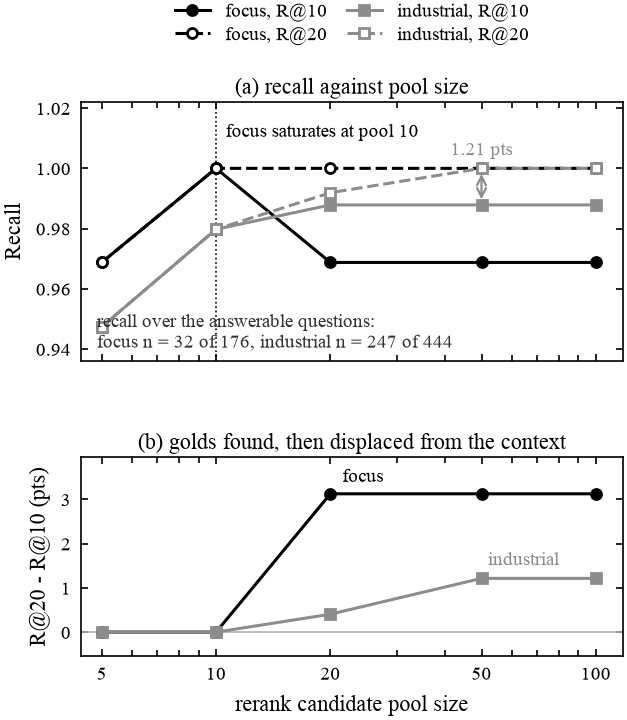 focus, R@10
industrial, R@10
focus, R@20
industrial, R@20
(a) recall against pool size
1.02
focus saturates at pool 10
1.21 pts
1.00
0.98
Recall
0.96
recall over the answerable questions:
focus n = 32 of 176, industrial n = 247 of 444
0.94
(b) golds found, then displaced from the context
focus
3
R@20 - R@10 (pts)
2
industrial
1
0
5
10
20
50
100
rerank candidate pool size